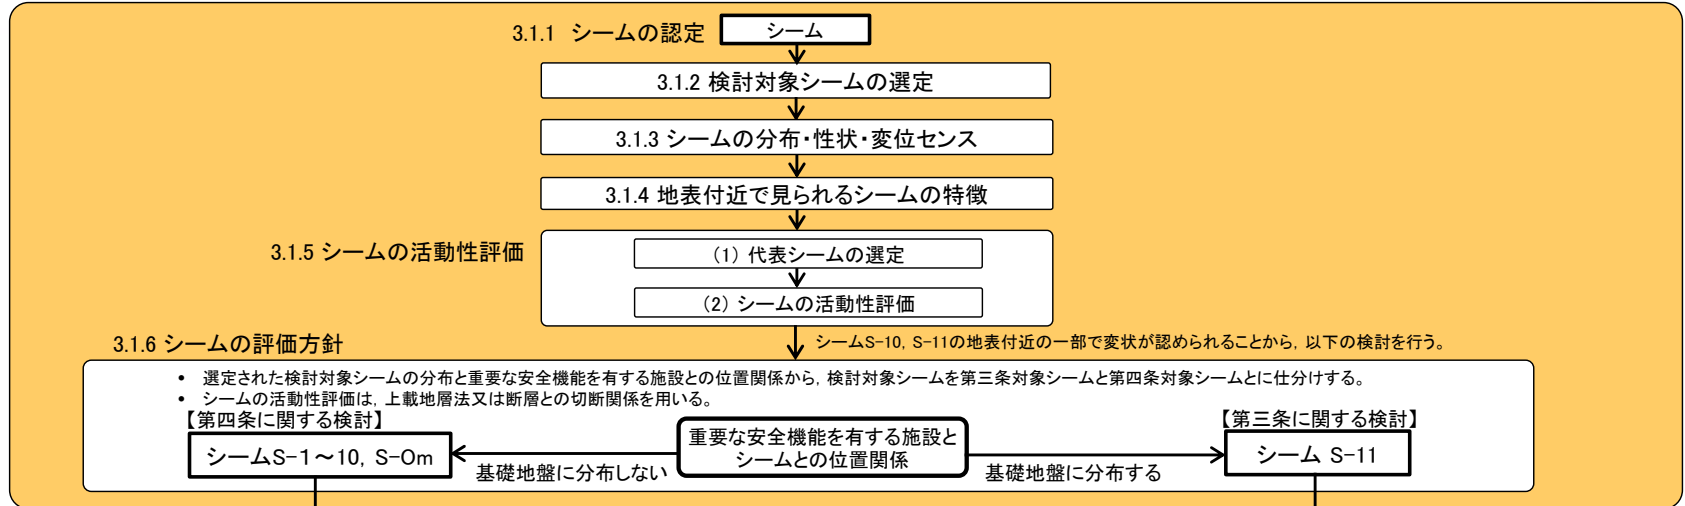 3.1.1 シームの認定
シーム
3.1.2 検討対象シームの選定
3.1.3 シームの分布・性状・変位センス
3.1.4 地表付近で見られるシームの特徴
3.1.5 シームの活動性評価
(1) 代表シームの選定
(2) シームの活動性評価
3.1.6 シームの評価方針
シームS-10, S-11の地表付近の一部で変状が認められることから, 以下の検討を行う。
• 選定された検討対象シームの分布と重要な安全機能を有する施設との位置関係から, 検討対象シームを第三条対象シームと第四条対象シームとに仕分けする。
• シームの活動性評価は, 上載地層法又は断層との切断関係を用いる。
【第四条に関する検討】
シームS-1～10, S-Om
基礎地盤に分布しない
重要な安全機能を有する施設と
シームとの位置関係
基礎地盤に分布する
【第三条に関する検討】
シーム S-11